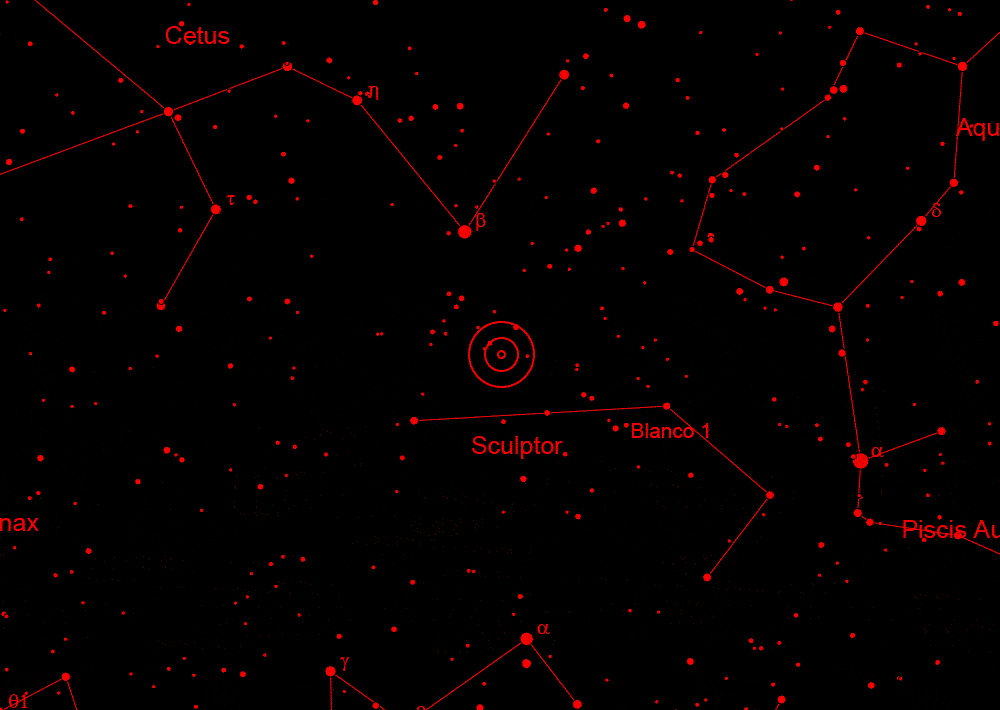 Cetus
η
Aqu
τ
δ
β
Blanco 1
Sculptor
α
nax
Piscis Au
α
γ
θ1